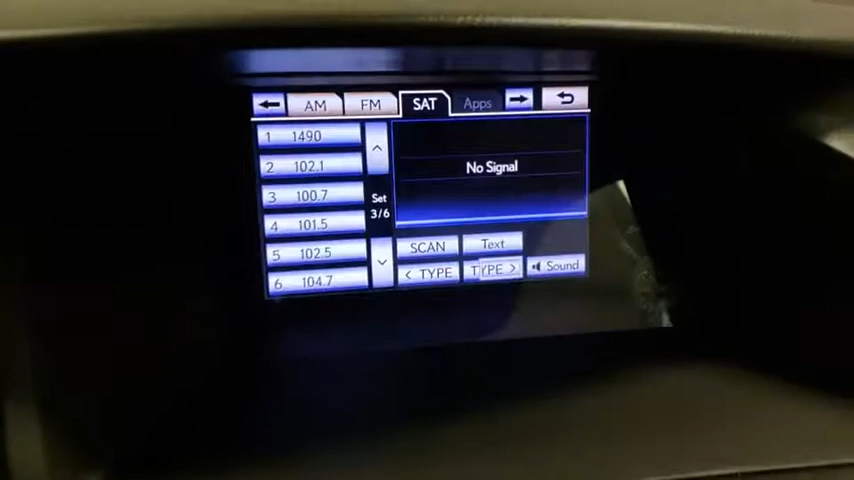 AM FM SAT Apps
1 1490
2 102.1
3 100.7
4 101.5
5 102.5
6 104.7
Set
3/6
No Signal
SCAN Text
< TYPE TYPE > Sound